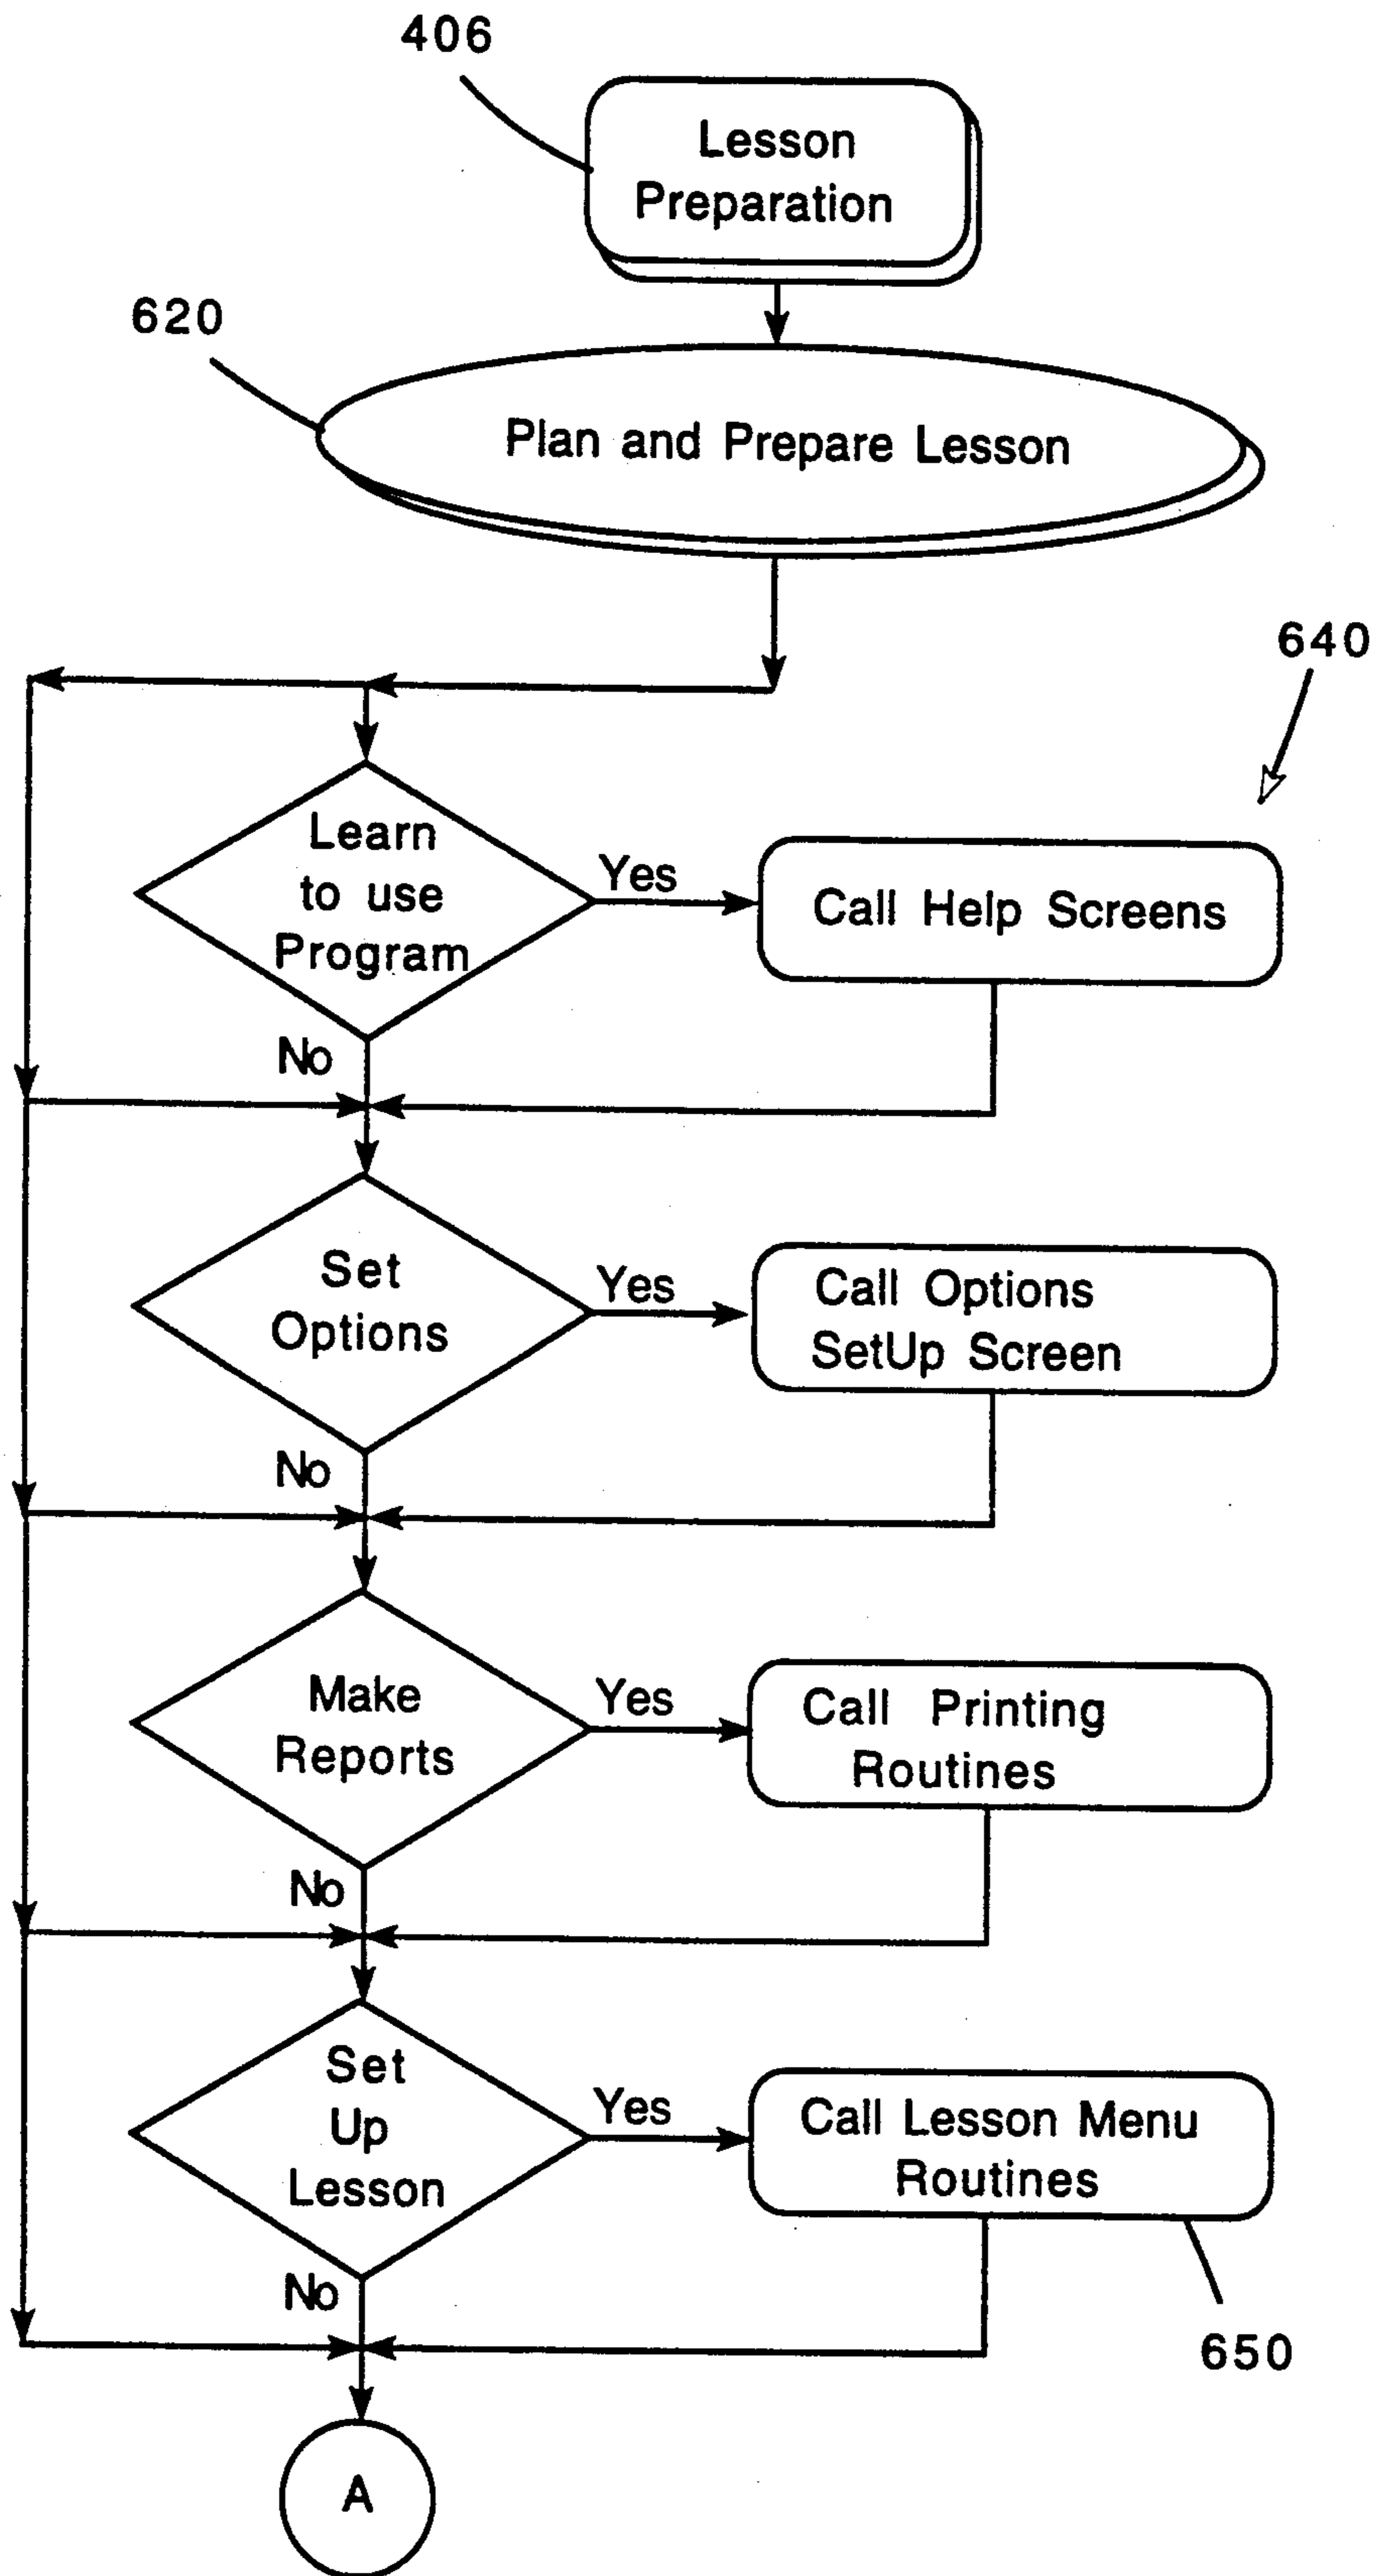 406
Lesson
Preparation
620
Plan and Prepare Lesson
640
Learn
to use
Program
Yes
Call Help Screens
No
Set
Options
Yes
Call Options
SetUp Screen
No
Make
Reports
Yes
Call Printing
Routines
No
Set
Up
Lesson
Yes
Call Lesson Menu
Routines
No
650
A